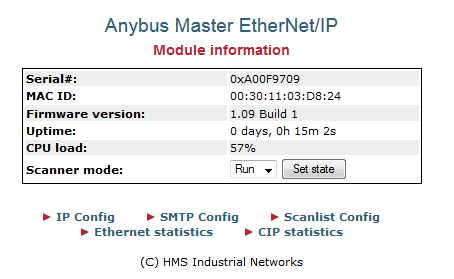 Anybus Master EtherNet/IP
Module information
Serial#: 0xA00F9709
MAC ID: 00:30:11:03:D8:24
Firmware version: 1.09 Build 1
Uptime: 0 days, 0h 15m 2s
CPU load: 57%
Scanner mode: Run Set state
IP Config SMTP Config Scanlist Config
Ethernet statistics CIP statistics
(C) HMS Industrial Networks